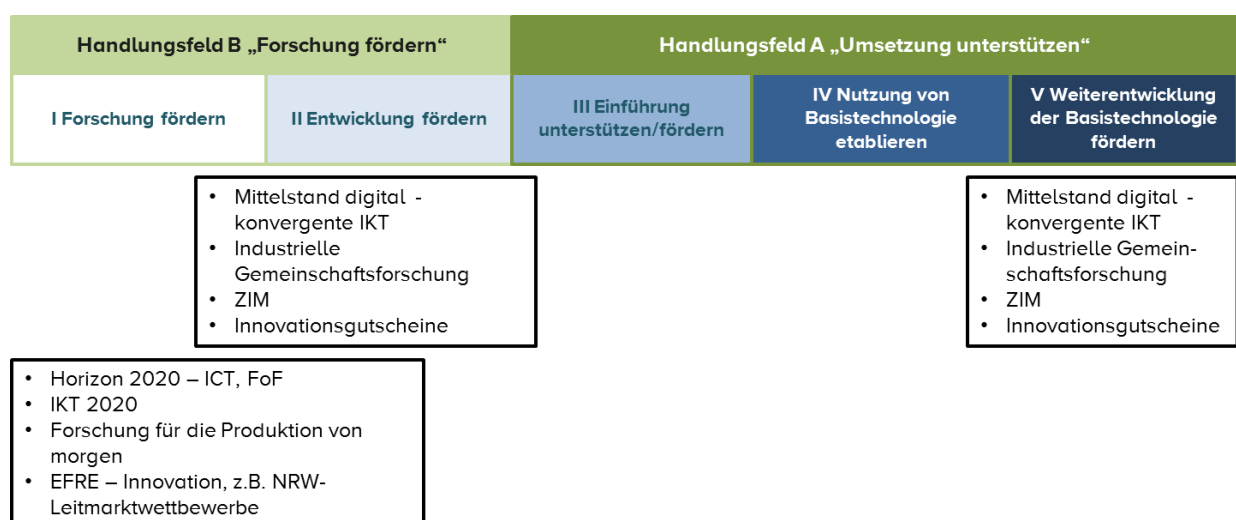 Handlungsfeld B „Forschung fördern“
Handlungsfeld A „Umsetzung unterstützen“
I Forschung fördern
II Entwicklung fördern
III Einführung
unterstützen/fördern
IV Nutzung von
Basistechnologie
etablieren
V Weiterentwicklung
der Basistechnologie
fördern
• Mittelstand digital -
konvergente IKT
• Industrielle
Gemeinschaftsforschung
• ZIM
• Innovationsgutscheine
• Mittelstand digital -
konvergente IKT
• Industrielle Gemein-
schaftsforschung
• ZIM
• Innovationsgutscheine
• Horizon 2020 – ICT, FoF
• IKT 2020
• Forschung für die Produktion von
morgen
• EFRE – Innovation, z.B. NRW-
Leitmarktwettbewerbe